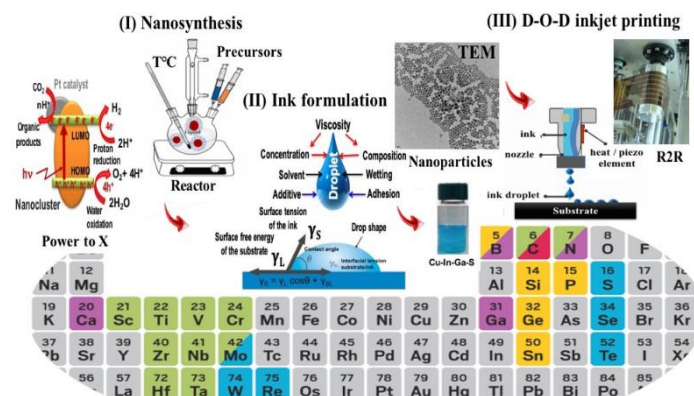 (I) Nanosynthesis
(III) D-O-D inkjet printing
T°C
Precursors
TEM
CO₂
Pt catalyst
nH⁺
H₂
4e⁻
Organic products
LUMO
2H⁺
Proton reduction
hv
HOMO
O₂+ 4H⁺
4h⁺
2H₂O
Nanocluster
Water oxidation
Power to X
Reactor
(II) Ink formulation
Viscosity
Concentration
Composition
Solvent
Droplet
Wetting
Additive
Adhesion
Nanoparticles
Cu-In-Ga-S
ink
nozzle
heat / piezo element
R2R
ink droplet
Substrate
Surface tension of the ink
Drop shape
Surface free energy of the substrate
γS
γL
Contact angle
θ
Interfacial tension substrate/ink
5 6 7 8
B C N O F
12 13 14 15 16 17 18
Na Mg Al Si P S Cl Ar
19 20 21 22 23 24 25 26 27 28 29 30 31 32 33 34 35 36
K Ca Sc Ti V Cr Mn Fe Co Ni Cu Zn Ga Ge As Se Br Kr
37 38 39 40 41 42 43 44 45 46 47 48 49 50 51 52 53
Sr Y Zr Nb Mo Tc Ru Rh Pd Ag Cd In Sn Sb Te I
56 57 72 73 74 75 76 77 78 79 80 81 82 83 84 85
Ba La Hf Ta W Re Os Ir Pt Au Hg Tl Pb Bi Po